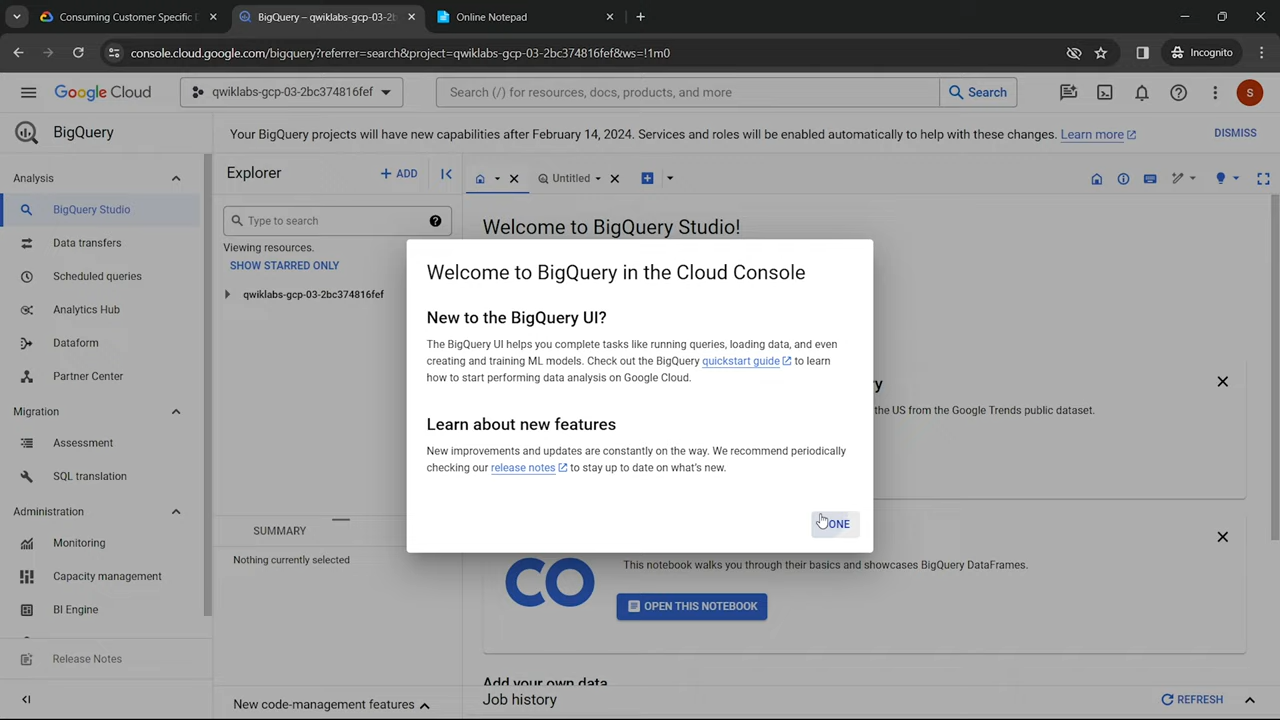 Consuming Customer Specific D
BigQuery – qwiklabs-gcp-03-2b
Online Notepad
console.cloud.google.com/bigquery?referrer=search&project=qwiklabs-gcp-03-2bc374816fef&ws=!1m0
Incognito
Google Cloud
qwiklabs-gcp-03-2bc374816fef
Search (/) for resources, docs, products, and more
Search
S
BigQuery
Your BigQuery projects will have new capabilities after February 14, 2024. Services and roles will be enabled automatically to help with these changes. Learn more
DISMISS
Analysis
BigQuery Studio
Data transfers
Scheduled queries
Analytics Hub
Dataform
Partner Center
Migration
Assessment
SQL translation
Administration
Monitoring
Capacity management
BI Engine
Release Notes
Explorer
+ ADD
Type to search
Viewing resources.
SHOW STARRED ONLY
qwiklabs-gcp-03-2bc374816fef
SUMMARY
Nothing currently selected
New code-management features
Untitled
Welcome to BigQuery Studio!
Welcome to BigQuery in the Cloud Console
New to the BigQuery UI?
The BigQuery UI helps you complete tasks like running queries, loading data, and even
creating and training ML models. Check out the BigQuery quickstart guide to learn
how to start performing data analysis on Google Cloud.
Learn about new features
New improvements and updates are constantly on the way. We recommend periodically
checking our release notes to stay up to date on what's new.
ONE
ry
the US from the Google Trends public dataset.
CO
This notebook walks you through their basics and showcases BigQuery DataFrames.
OPEN THIS NOTEBOOK
Add your own data
Job history
REFRESH